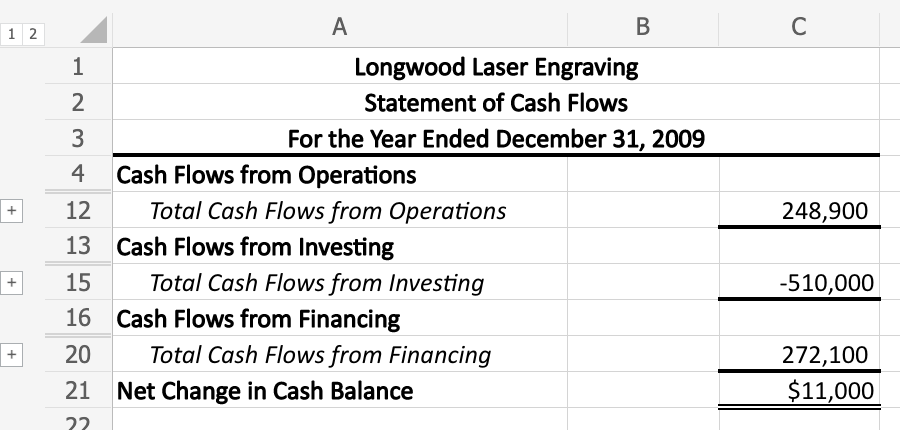 1 2 A B C
1 Longwood Laser Engraving
2 Statement of Cash Flows
3 For the Year Ended December 31, 2009
4 Cash Flows from Operations
+ 12 Total Cash Flows from Operations 248,900
13 Cash Flows from Investing
+ 15 Total Cash Flows from Investing -510,000
16 Cash Flows from Financing
+ 20 Total Cash Flows from Financing 272,100
21 Net Change in Cash Balance $11,000
22